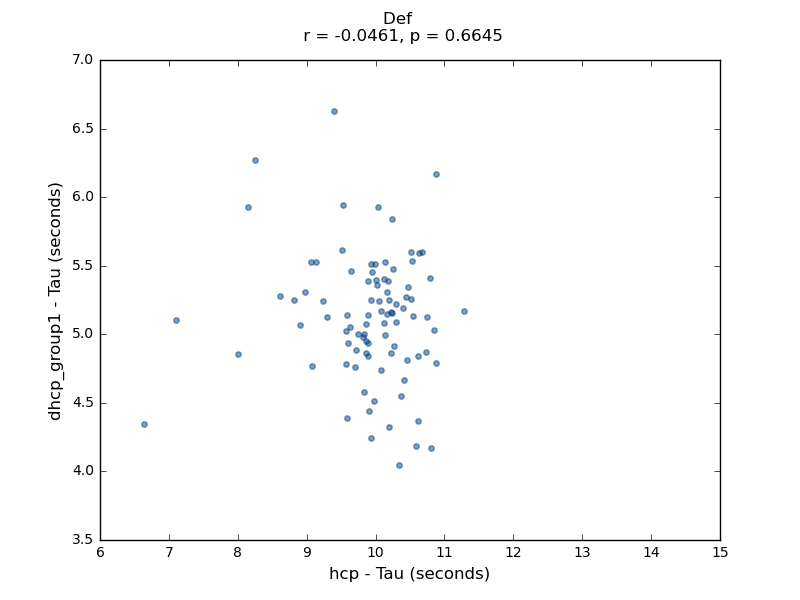 Def
r = -0.0461, p = 0.6645
7.0
6.5
6.0
5.5
5.0
4.5
4.0
3.5
dhcp_group1 - Tau (seconds)
6 7 8 9 10 11 12 13 14 15
hcp - Tau (seconds)